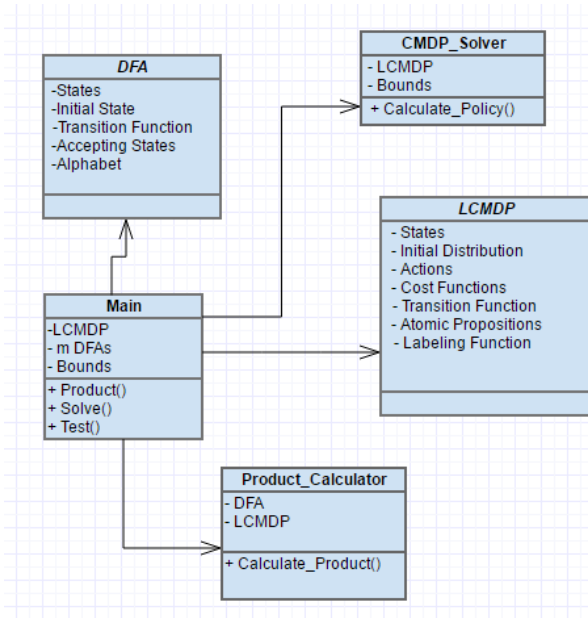 DFA
-States
-Initial State
-Transition Function
-Accepting States
-Alphabet
CMDP_Solver
- LCMDP
- Bounds
+ Calculate_Policy()
LCMDP
- States
- Initial Distribution
- Actions
- Cost Functions
- Transition Function
- Atomic Propositions
- Labeling Function
Main
-LCMDP
- m DFAs
- Bounds
+ Product()
+ Solve()
+ Test()
Product_Calculator
- DFA
- LCMDP
+ Calculate_Product()